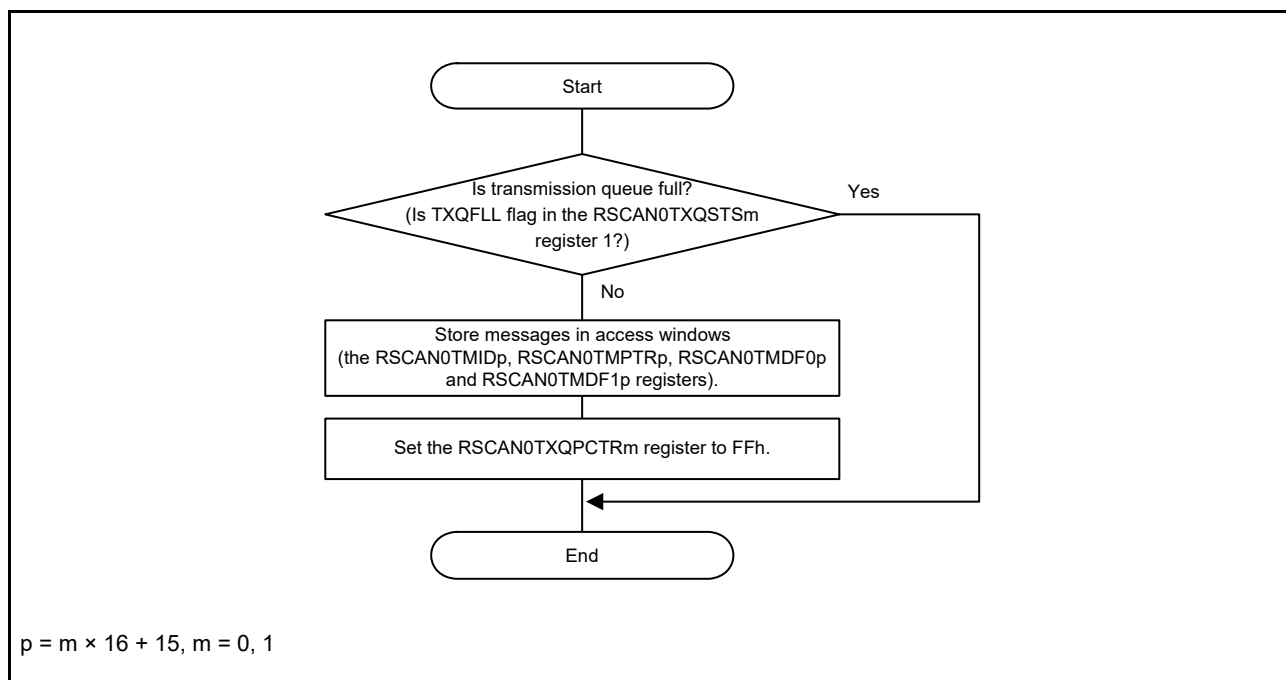 Start
Is transmission queue full?
(Is TXQFLL flag in the RSCAN0TXQSTSm
register 1?)
Yes
No
Store messages in access windows
(the RSCAN0TMIDp, RSCAN0TMPTRp, RSCAN0TMDF0p
and RSCAN0TMDF1p registers).
Set the RSCAN0TXQPCTRm register to FFh.
End
p = m × 16 + 15, m = 0, 1